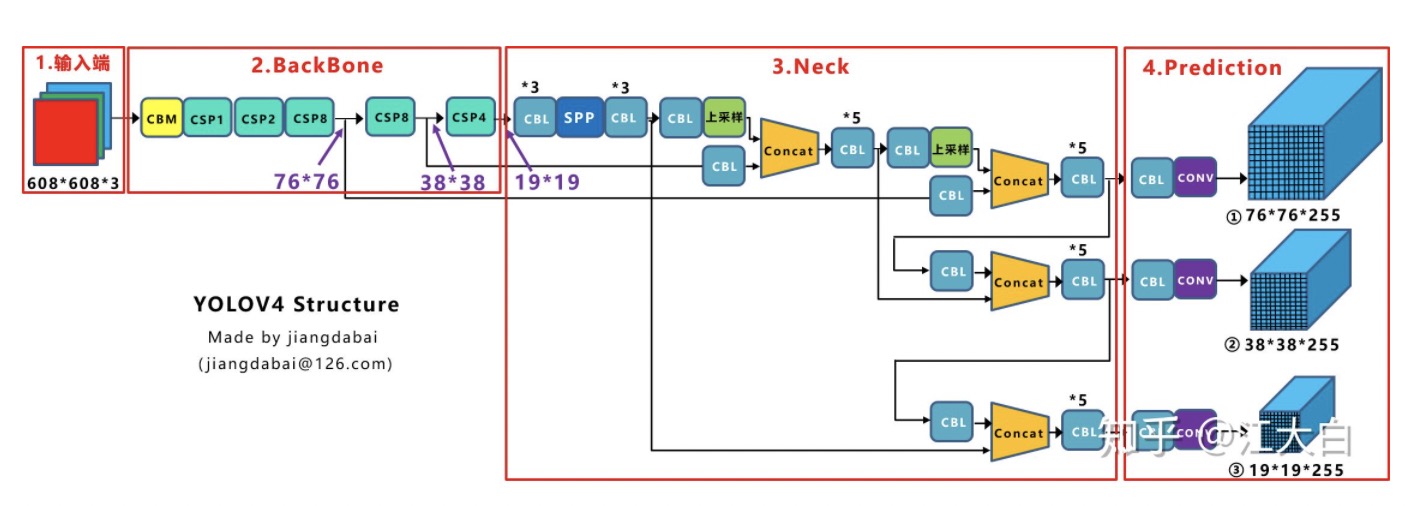 1.输入端
608*608*3
2.BackBone
CBM CSP1 CSP2 CSP8 CSP8 CSP4
76*76 38*38 19*19
3.Neck
*3 *3
CBL SPP CBL CBL 上采样
CBL
Concat
*5
CBL CBL 上采样
CBL
Concat
*5
CBL
CBL
Concat
*5
CBL
CBL
Concat
*5
CBL
4.Prediction
CBL CONV
① 76*76*255
CBL CONV
② 38*38*255
CBL CONV
③ 19*19*255
YOLOV4 Structure
Made by jiangdabai
(jiangdabai@126.com)
知乎 @江大白